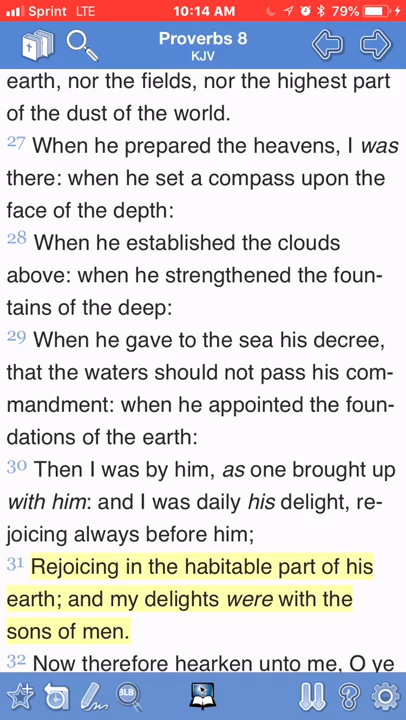 Sprint LTE 10:14 AM 79%
Proverbs 8
KJV
earth, nor the fields, nor the highest part
of the dust of the world.
27 When he prepared the heavens, I was
there: when he set a compass upon the
face of the depth:
28 When he established the clouds
above: when he strengthened the foun-
tains of the deep:
29 When he gave to the sea his decree,
that the waters should not pass his com-
mandment: when he appointed the foun-
dations of the earth:
30 Then I was by him, as one brought up
with him: and I was daily his delight, re-
joicing always before him;
31 Rejoicing in the habitable part of his
earth; and my delights were with the
sons of men.
32 Now therefore hearken unto me, O ye
SLB